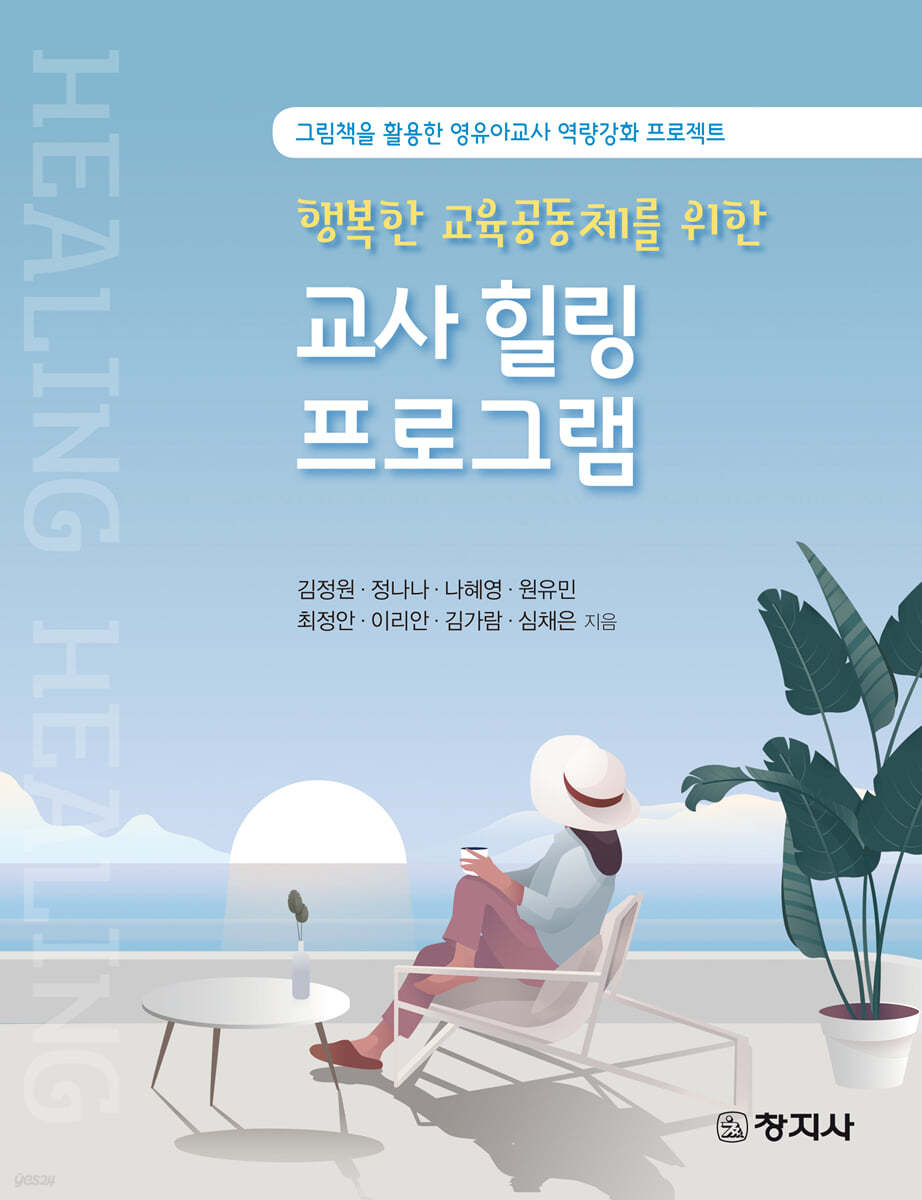 HEALING HEALING
그림책을 활용한 영유아교사 역량강화 프로젝트
행복한 교육공동체를 위한
교사 힐링
프로그램
김정원 · 정나나 · 나혜영 · 원유민
최정안 · 이리안 · 김가람 · 심채은 지음
창지사
yes24